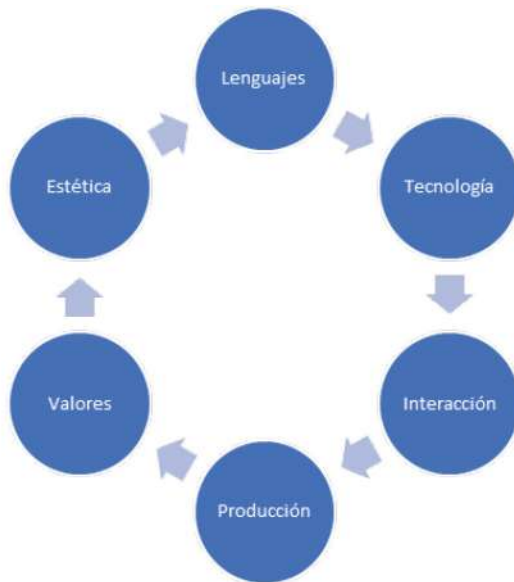 Lenguajes
Tecnología
Interacción
Producción
Valores
Estética